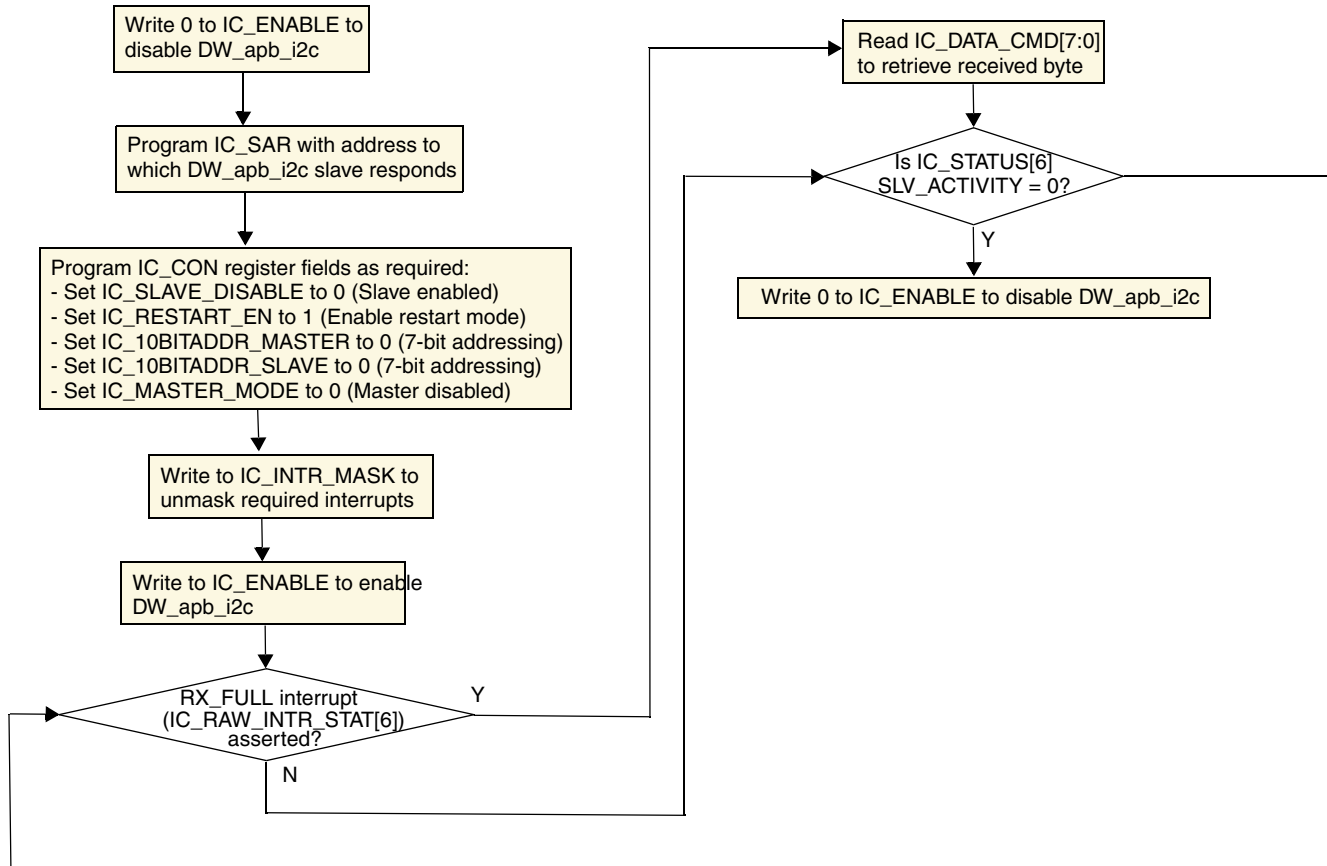 Write 0 to IC_ENABLE to
disable DW_apb_i2c
Program IC_SAR with address to
which DW_apb_i2c slave responds
Program IC_CON register fields as required:
- Set IC_SLAVE_DISABLE to 0 (Slave enabled)
- Set IC_RESTART_EN to 1 (Enable restart mode)
- Set IC_10BITADDR_MASTER to 0 (7-bit addressing)
- Set IC_10BITADDR_SLAVE to 0 (7-bit addressing)
- Set IC_MASTER_MODE to 0 (Master disabled)
Write to IC_INTR_MASK to
unmask required interrupts
Write to IC_ENABLE to enable
DW_apb_i2c
RX_FULL interrupt
(IC_RAW_INTR_STAT[6])
asserted?
Y
N
Read IC_DATA_CMD[7:0]
to retrieve received byte
Is IC_STATUS[6]
SLV_ACTIVITY = 0?
Y
Write 0 to IC_ENABLE to disable DW_apb_i2c